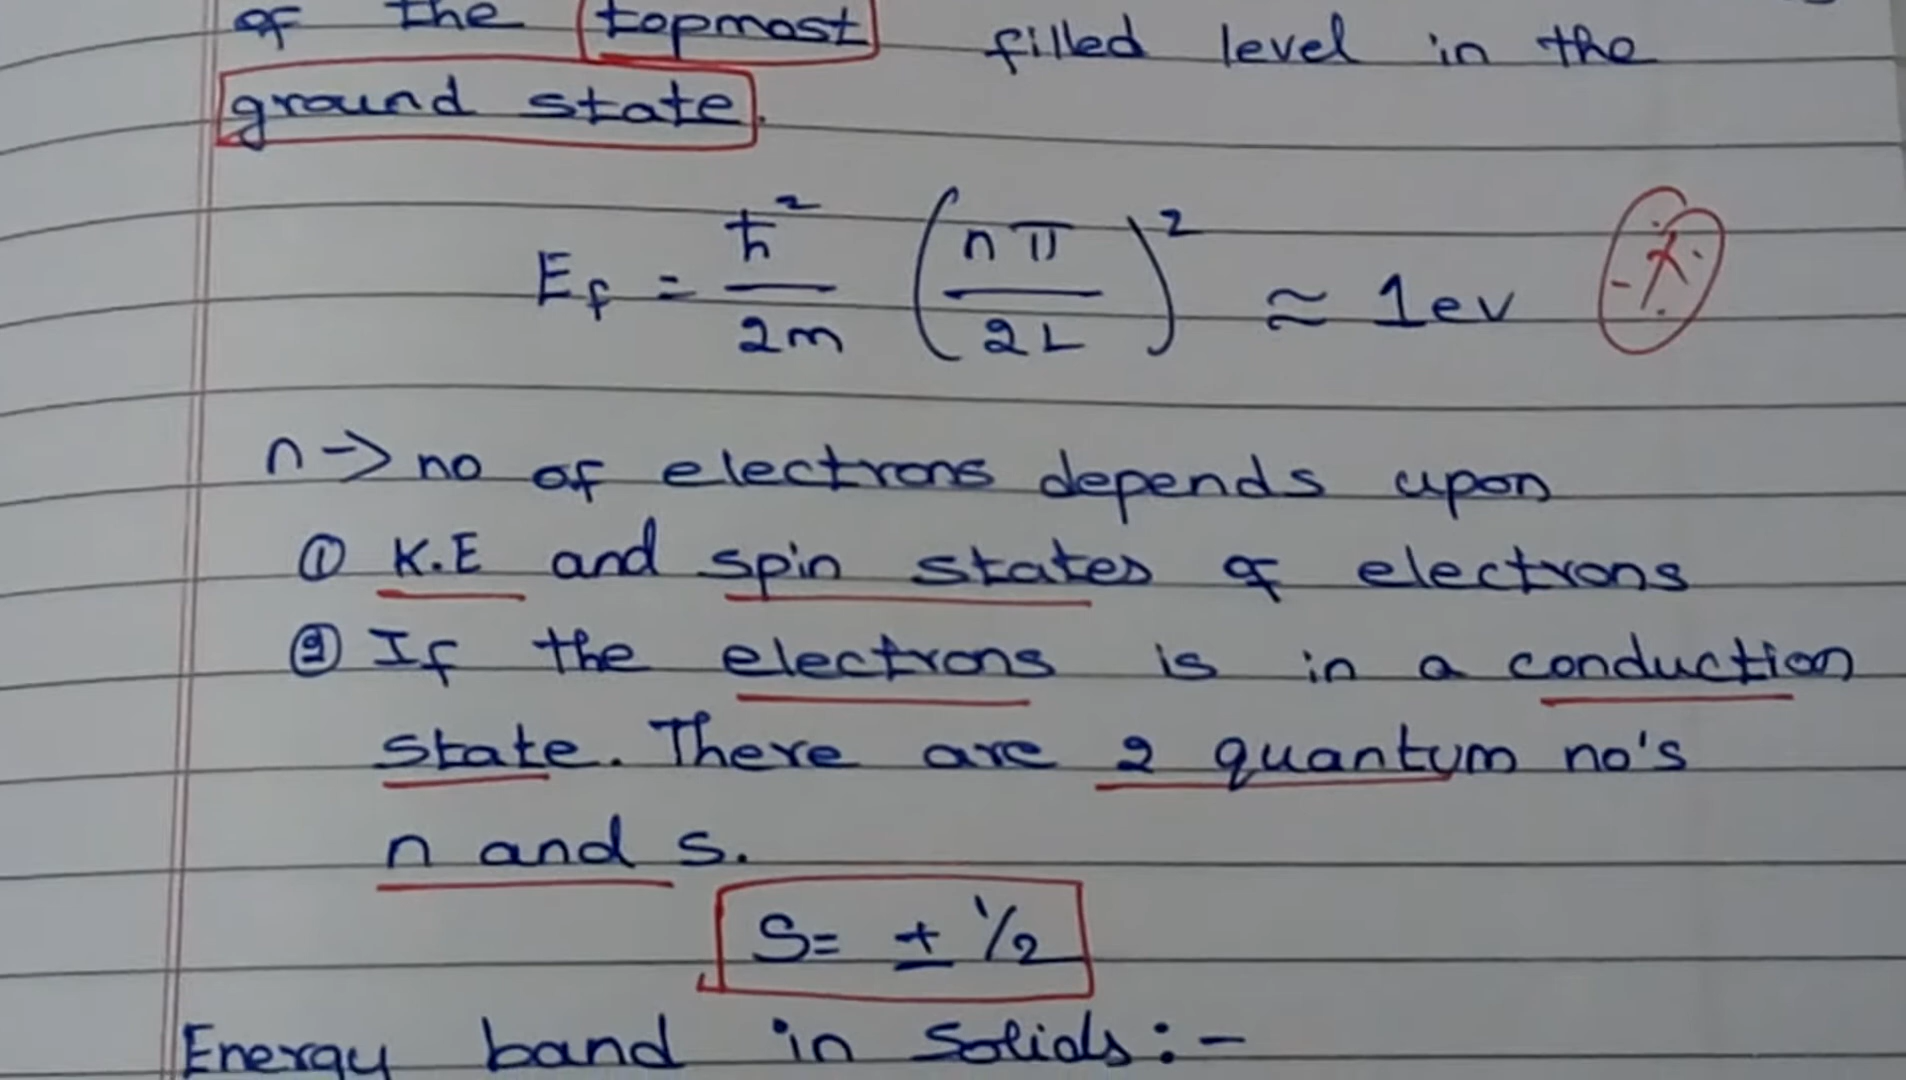 of the topmost filled level in the
ground state.
E_f = ħ² / 2m (nπ / 2L)² ≈ 1ev
n → no of electrons depends upon
① K.E and spin states of electrons
② If the electrons is in a conduction
state. There are 2 quantum no's
n and s.
S = ± 1/2
Energy band in Solids :-